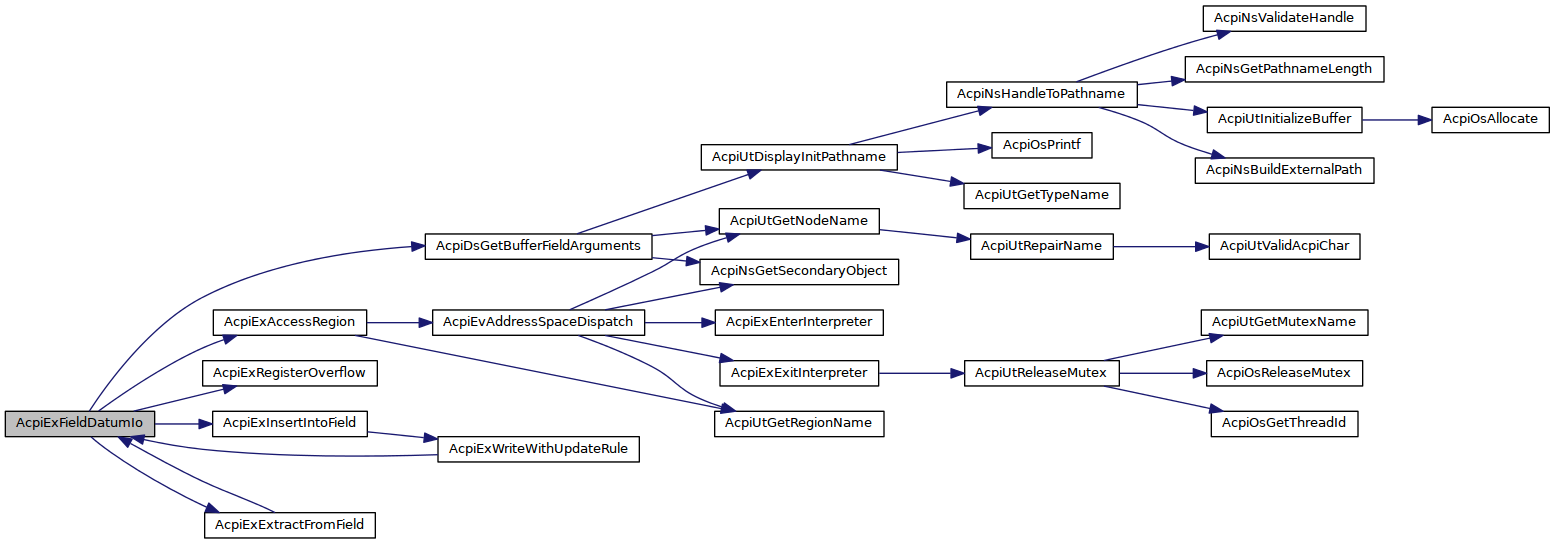 AcpiNsValidateHandle
AcpiNsGetPathnameLength
AcpiNsHandleToPathname
AcpiUtInitializeBuffer
AcpiOsAllocate
AcpiOsPrintf
AcpiUtDisplayInitPathname
AcpiNsBuildExternalPath
AcpiUtGetTypeName
AcpiUtGetNodeName
AcpiDsGetBufferFieldArguments
AcpiUtRepairName
AcpiUtValidAcpiChar
AcpiNsGetSecondaryObject
AcpiExAccessRegion
AcpiEvAddressSpaceDispatch
AcpiExEnterInterpreter
AcpiUtGetMutexName
AcpiExRegisterOverflow
AcpiExExitInterpreter
AcpiUtReleaseMutex
AcpiOsReleaseMutex
AcpiExFieldDatumIo
AcpiExInsertIntoField
AcpiUtGetRegionName
AcpiOsGetThreadId
AcpiExWriteWithUpdateRule
AcpiExExtractFromField